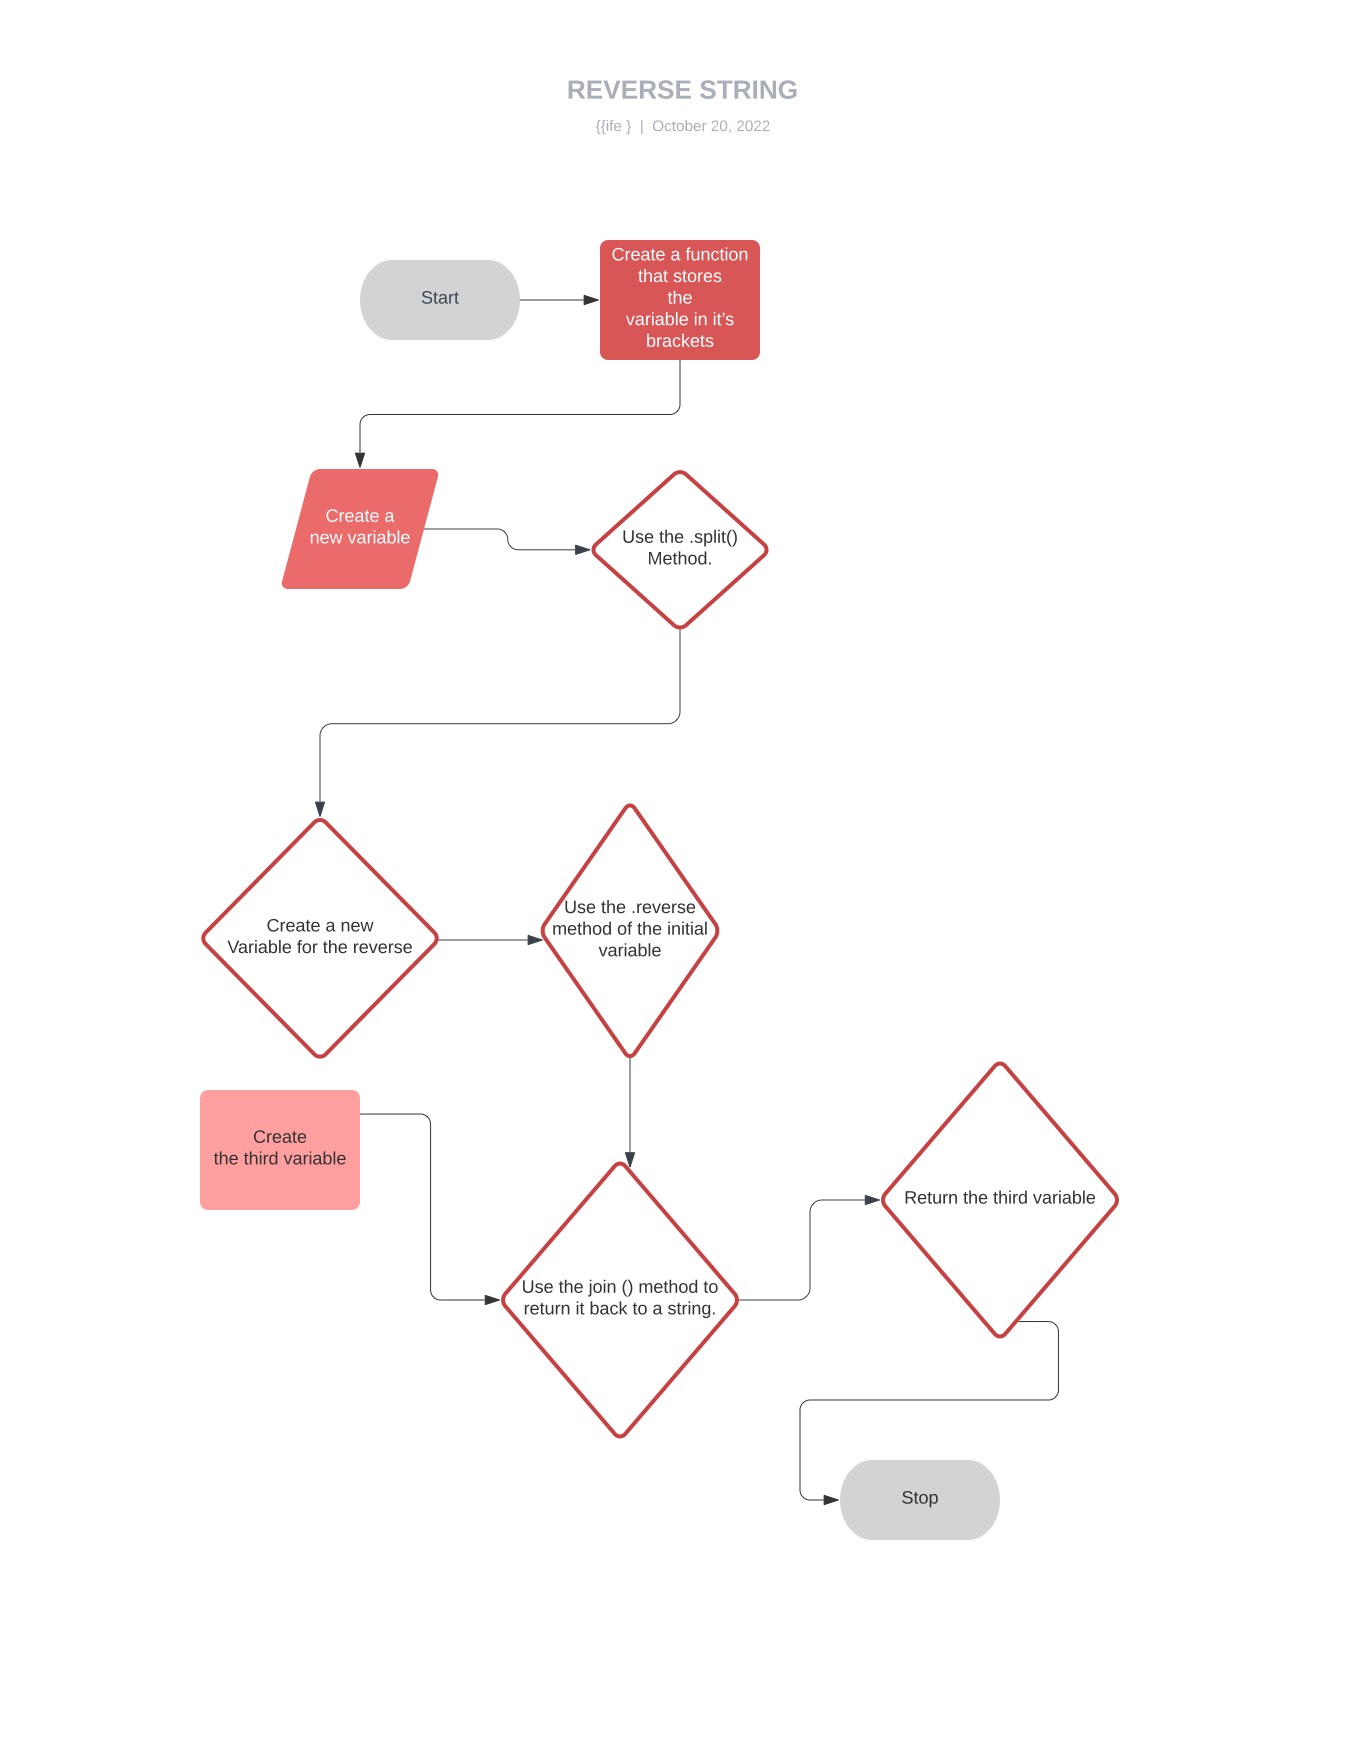 REVERSE STRING
{{ife } | October 20, 2022
Start
Create a function
that stores
the
variable in it’s
brackets
Create a
new variable
Use the .split()
Method.
Create a new
Variable for the reverse
Use the .reverse
method of the initial
variable
Create
the third variable
Use the join () method to
return it back to a string.
Return the third variable
Stop